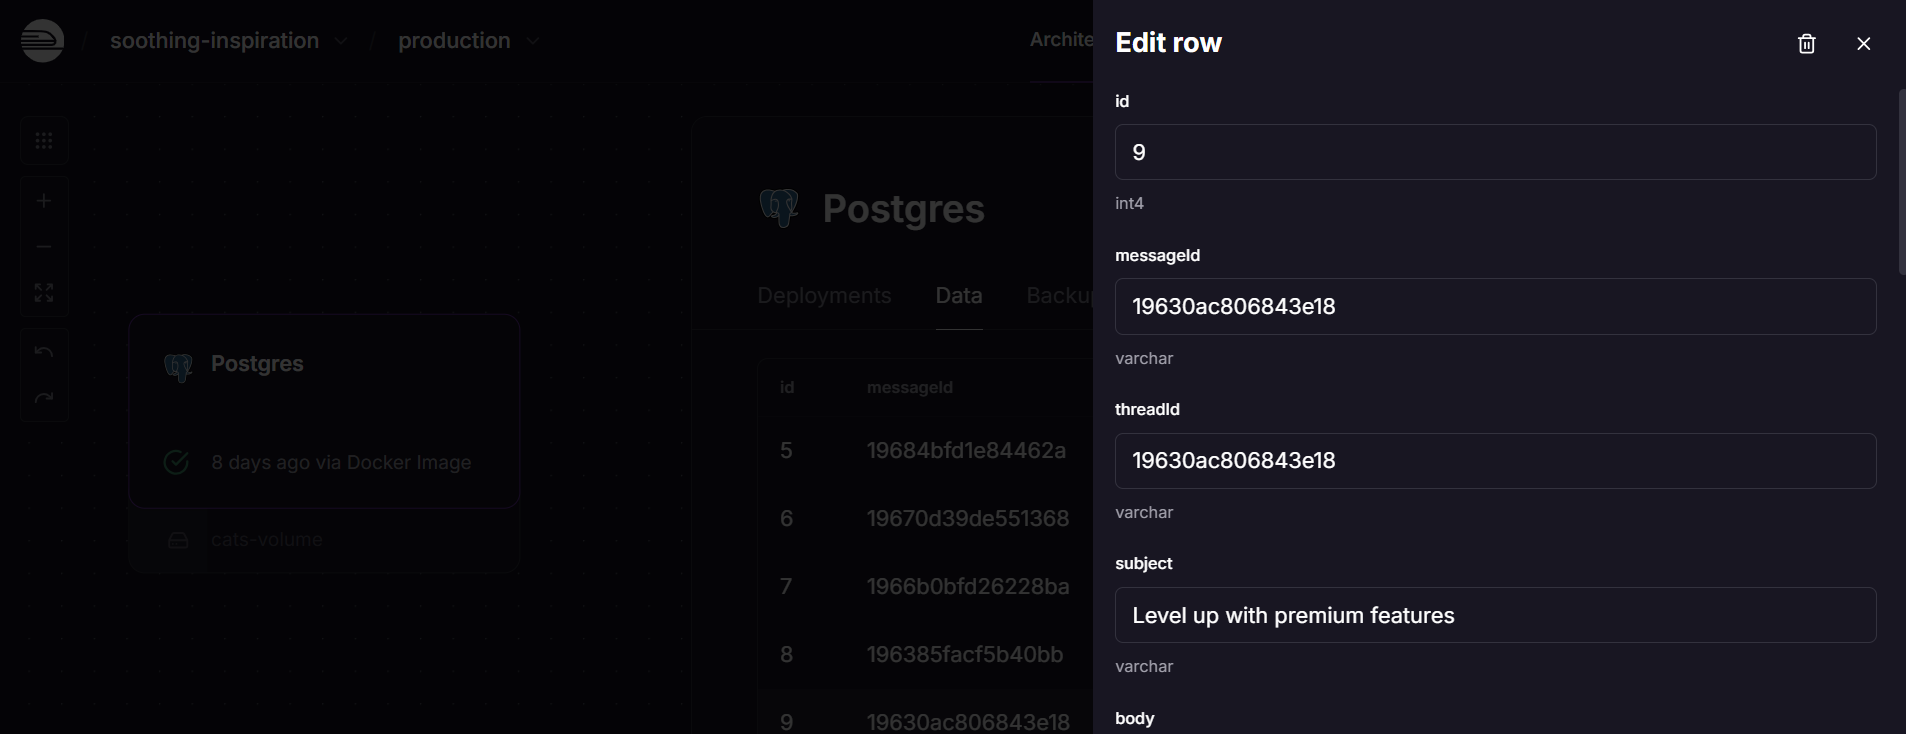 / soothing-inspiration / production
Archite
Postgres
8 days ago via Docker Image
cats-volume
Postgres
Deployments Data Backup
id messageId
5 19684bfd1e84462a
6 19670d39de551368
7 1966b0bfd26228ba
8 196385facf5b40bb
9 19630ac806843e18
Edit row
id
9
int4
messageId
19630ac806843e18
varchar
threadId
19630ac806843e18
varchar
subject
Level up with premium features
varchar
body